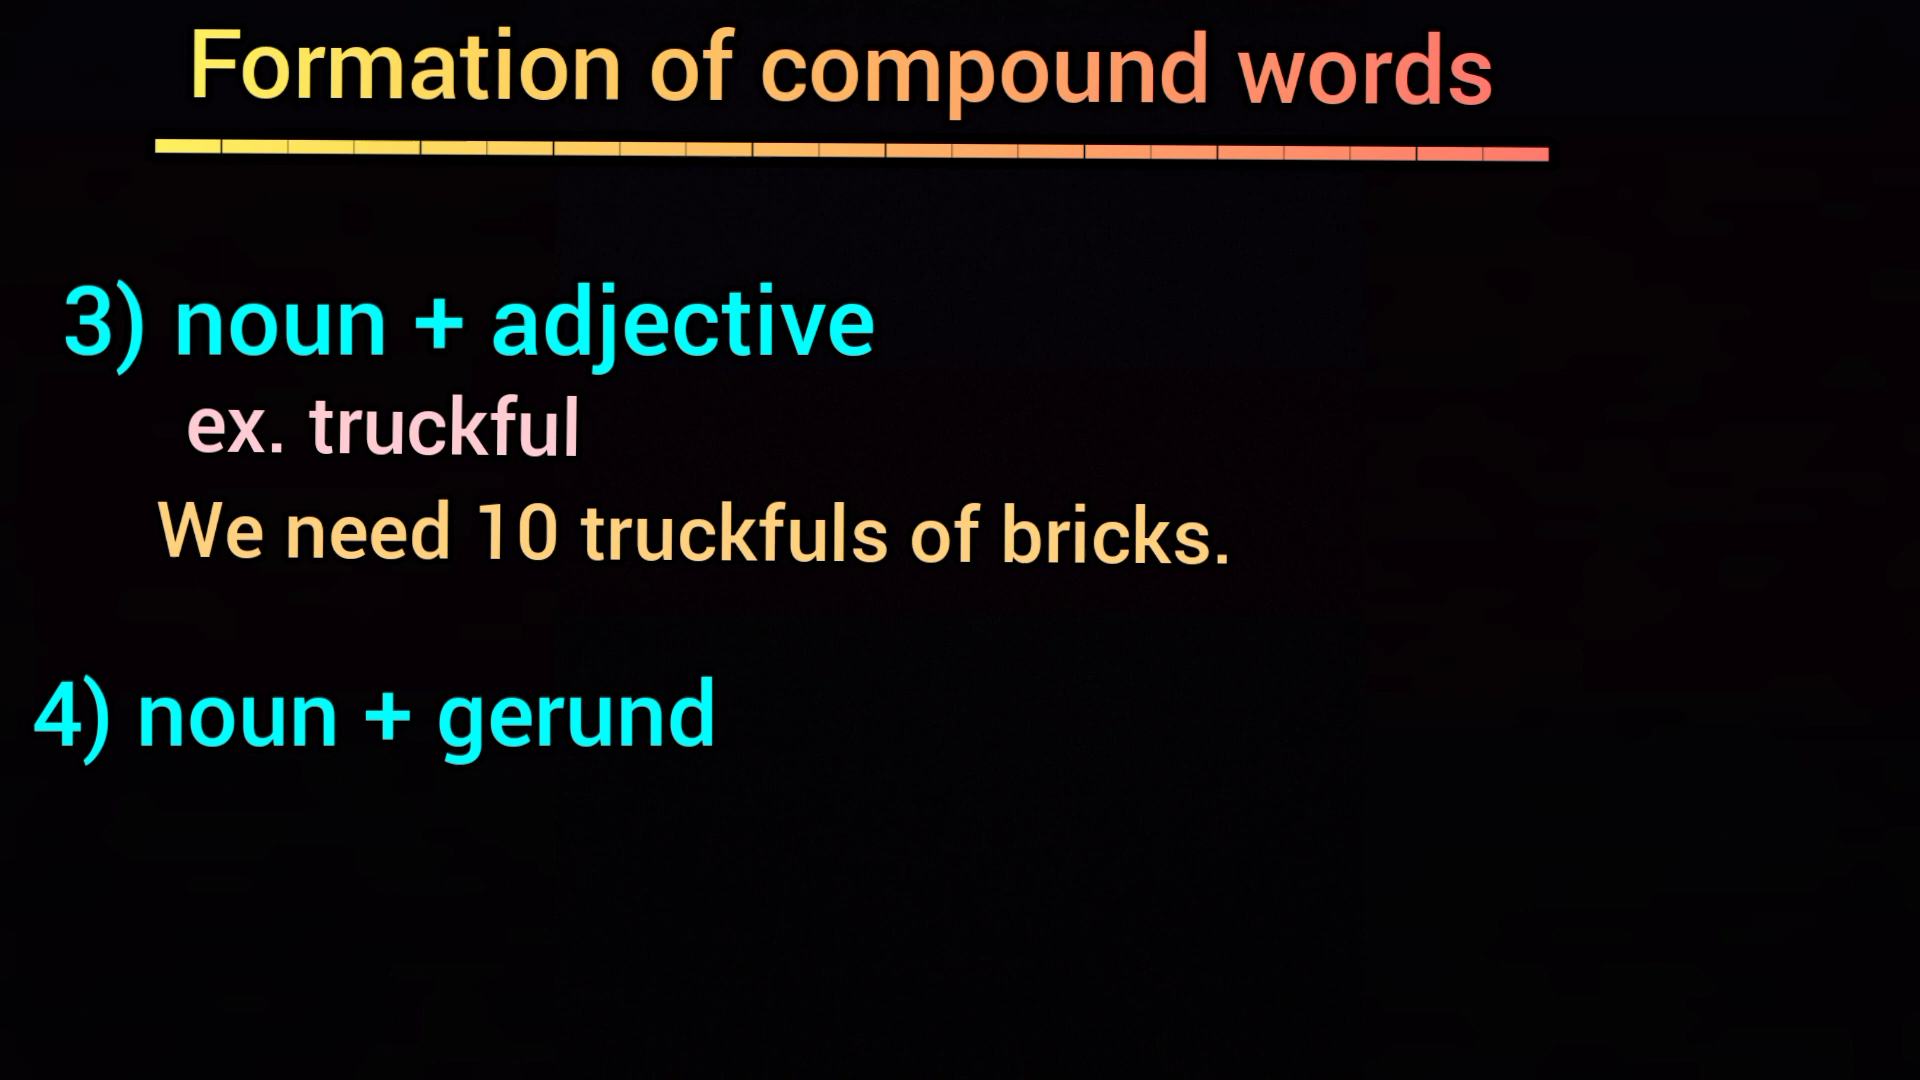 Formation of compound words
3) noun + adjective
ex. truckful
We need 10 truckfuls of bricks.
4) noun + gerund